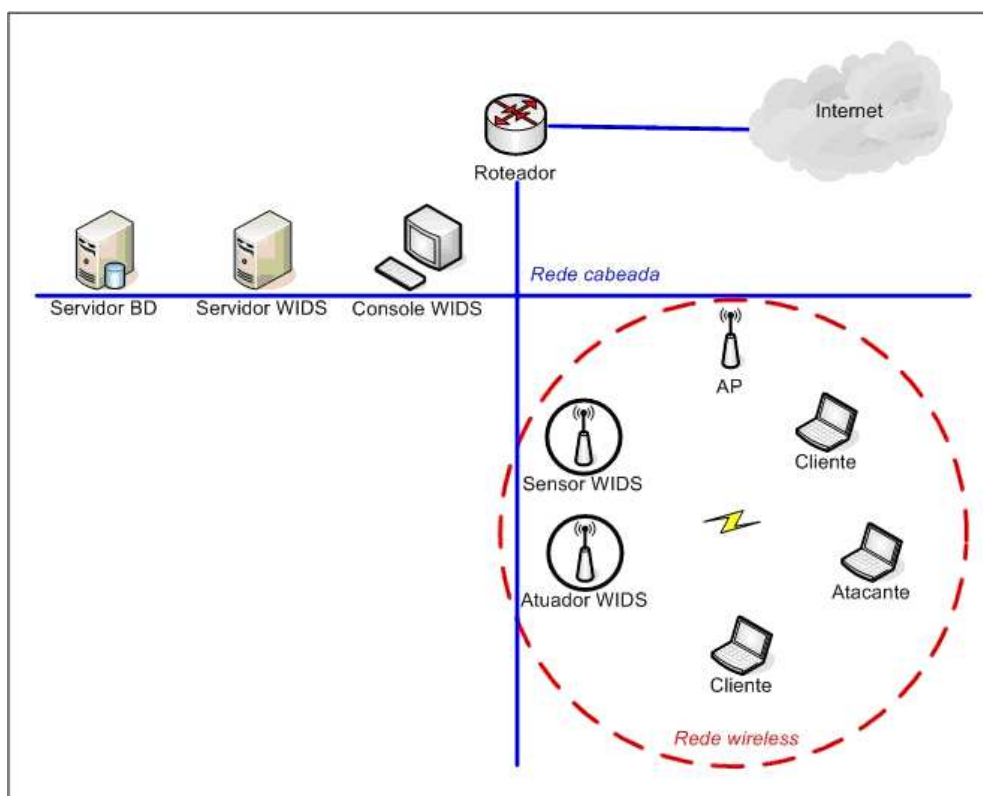 Internet
Roteador
Rede cabeada
Servidor BD
Servidor WIDS
Console WIDS
AP
Cliente
Sensor WIDS
Atacante
Atuador WIDS
Cliente
Rede wireless